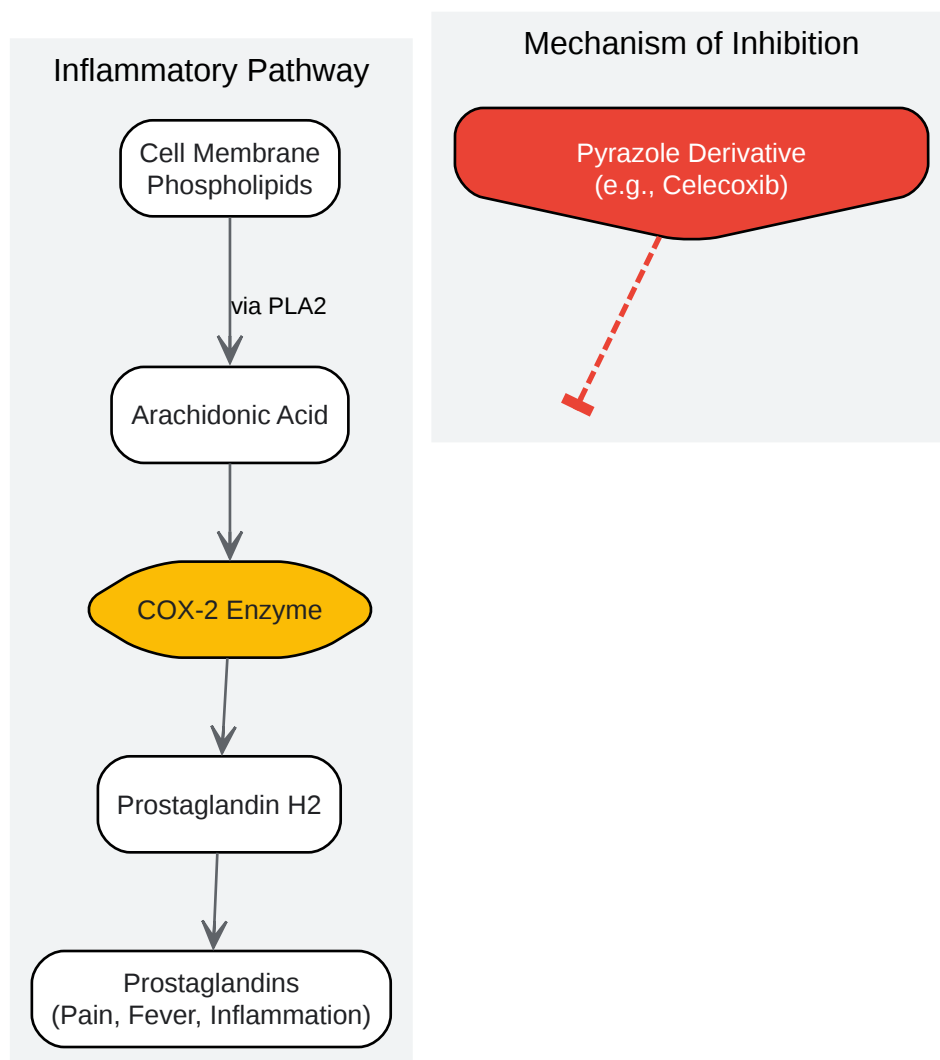 Inflammatory Pathway
Cell Membrane
Phospholipids
via PLA2
Arachidonic Acid
COX-2 Enzyme
Prostaglandin H2
Prostaglandins
(Pain, Fever, Inflammation)
Mechanism of Inhibition
Pyrazole Derivative
(e.g., Celecoxib)